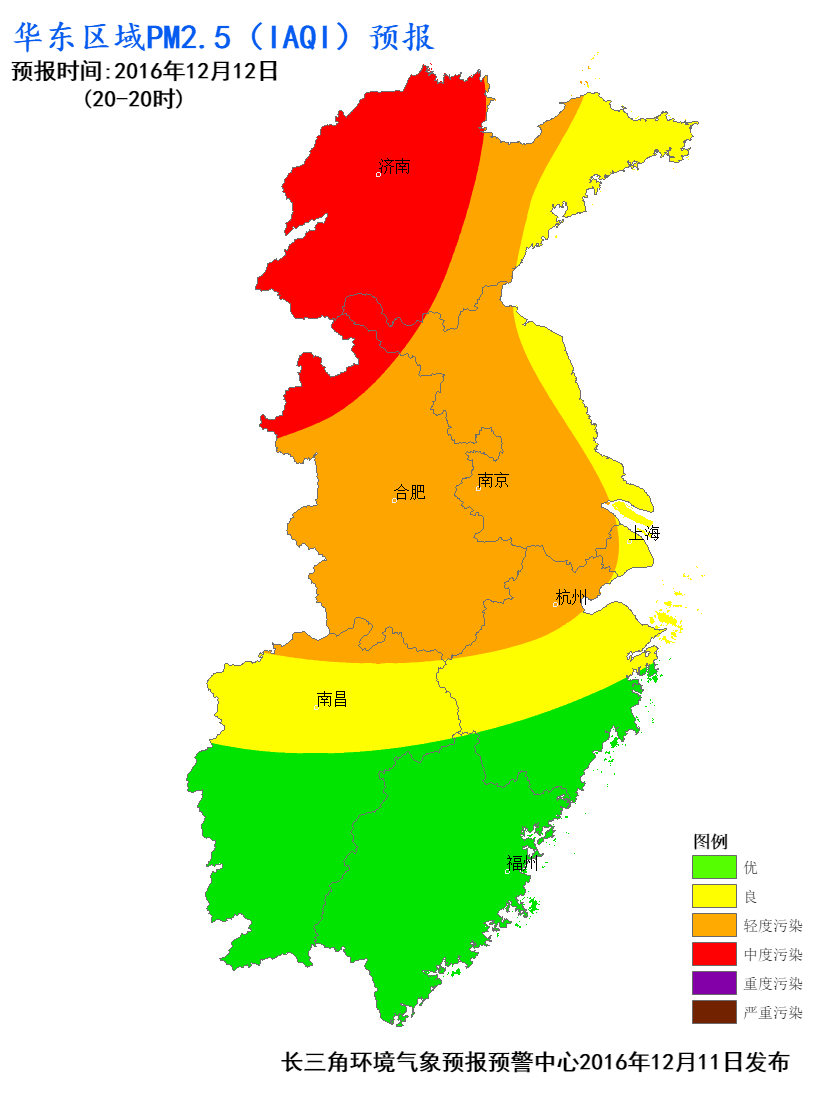 华东区域PM2.5（IAQI）预报
预报时间:2016年12月12日
(20-20时)
济南
合肥
南京
上海
杭州
南昌
福州
图例
优
良
轻度污染
中度污染
重度污染
严重污染
长三角环境气象预报预警中心2016年12月11日发布